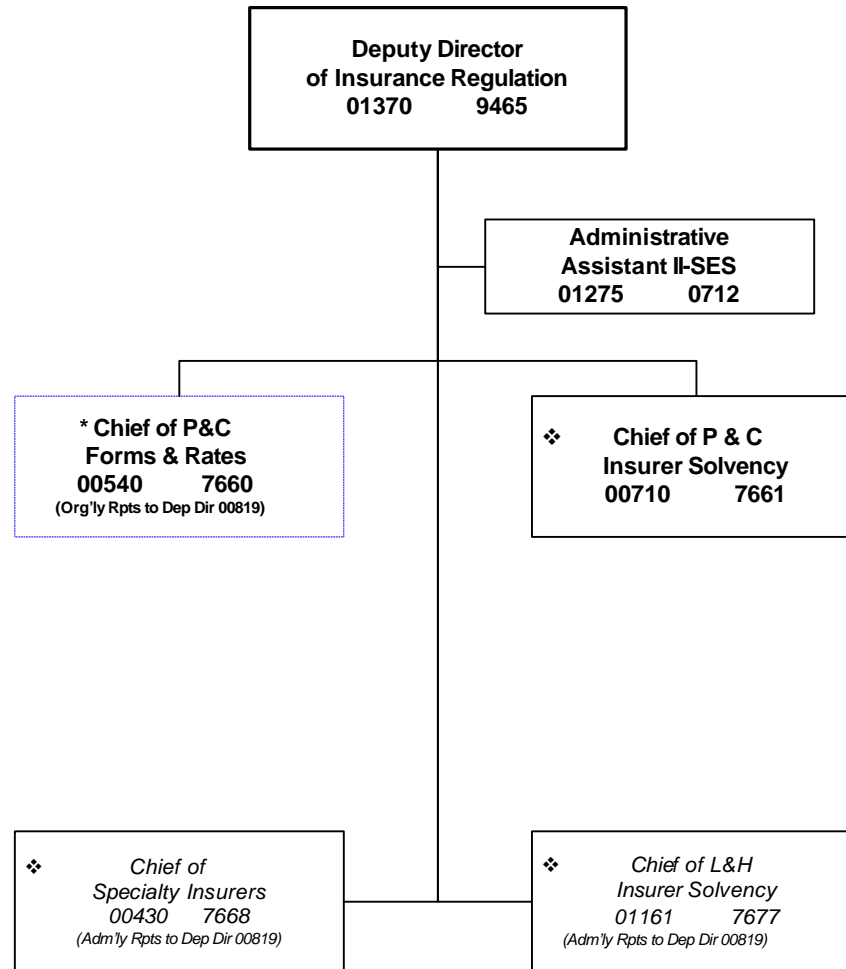 Deputy Director
of Insurance Regulation
01370 9465
Administrative
Assistant II-SES
01275 0712
* Chief of P&C
Forms & Rates
00540 7660
(Org'ly Rpts to Dep Dir 00819)
❖ Chief of P & C
Insurer Solvency
00710 7661
❖ Chief of
Specialty Insurers
00430 7668
(Adm'ly Rpts to Dep Dir 00819)
❖ Chief of L&H
Insurer Solvency
01161 7677
(Adm'ly Rpts to Dep Dir 00819)